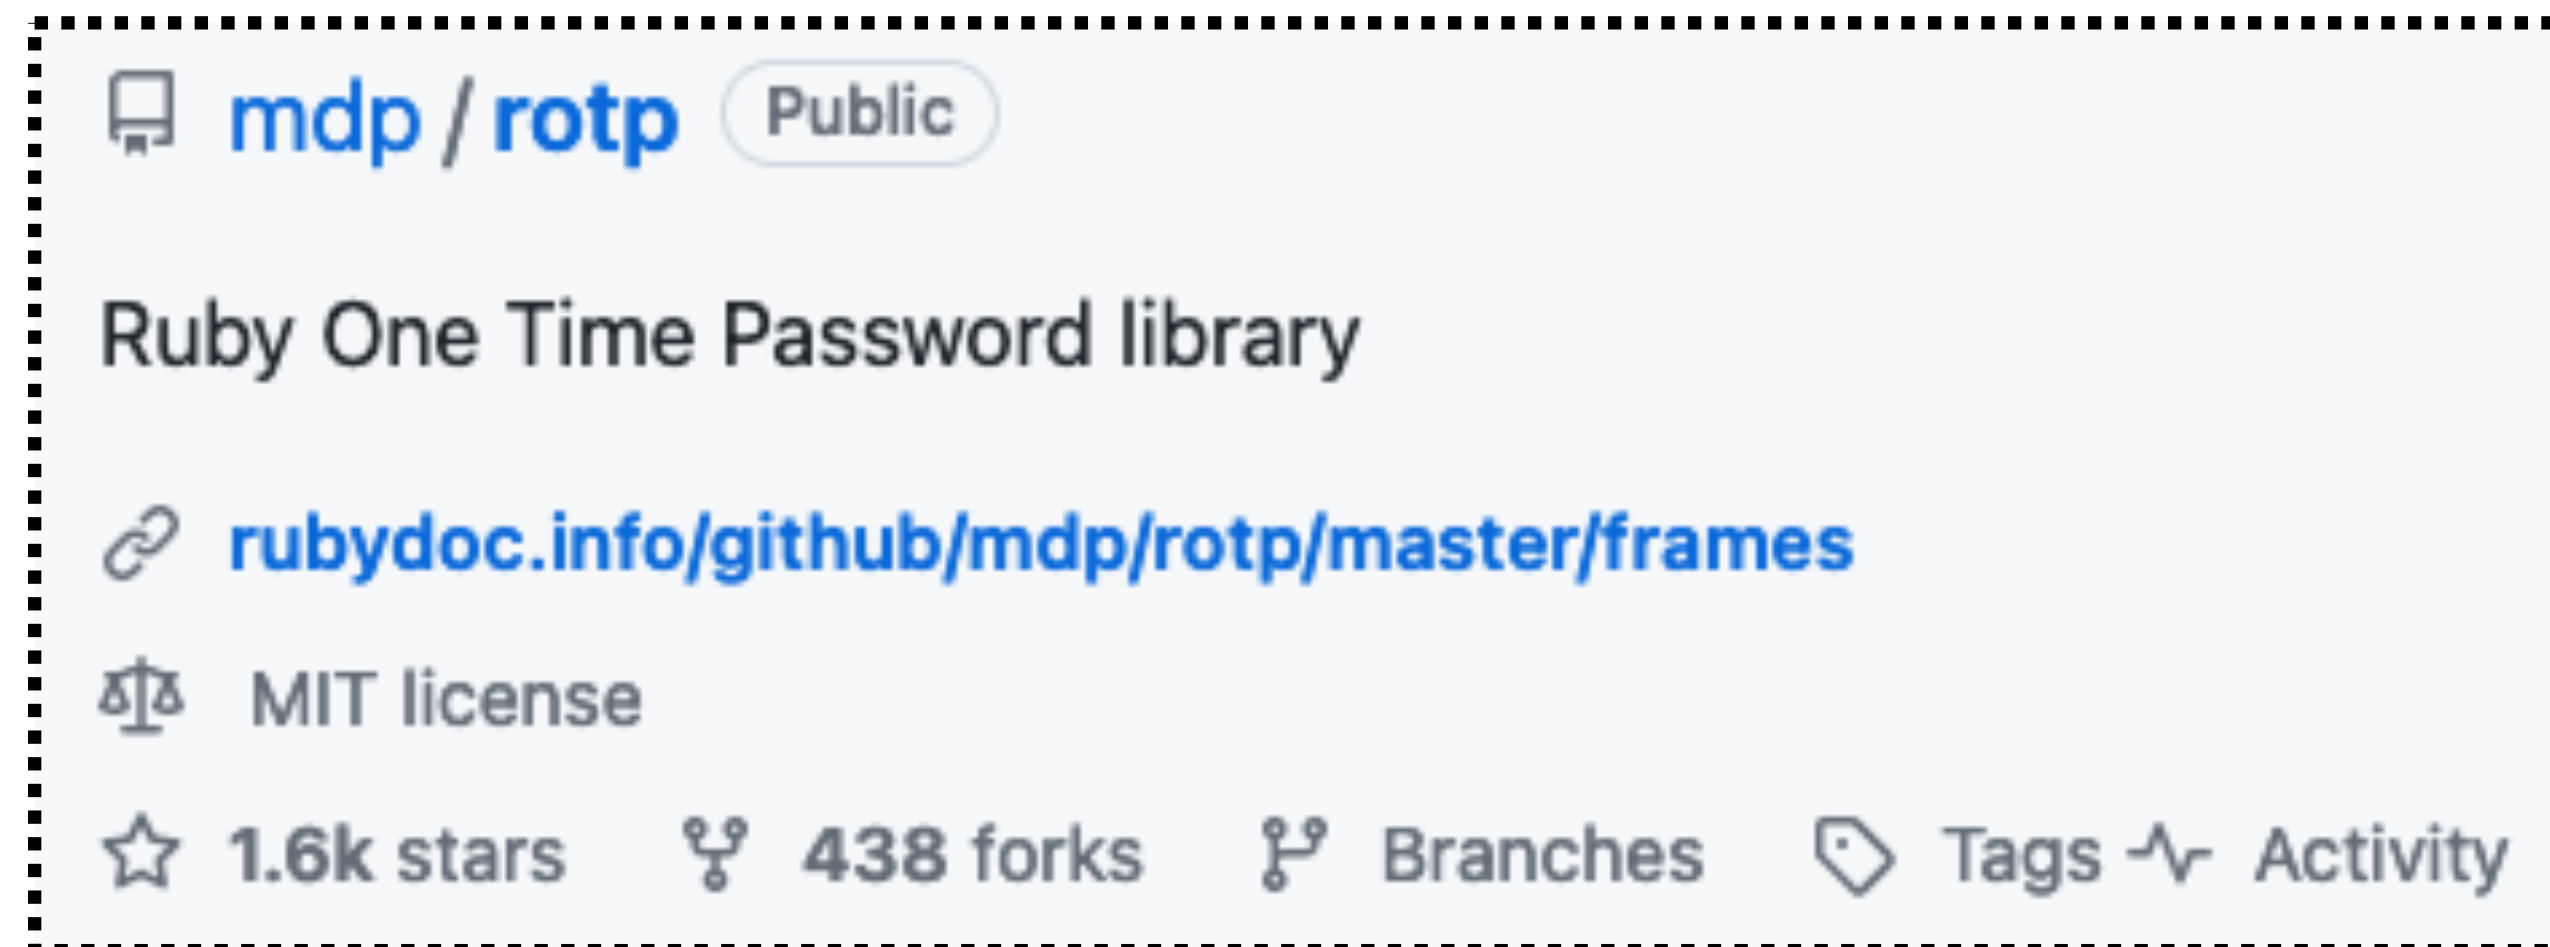 mdp / rotp Public
Ruby One Time Password library
rubydoc.info/github/mdp/rotp/master/frames
MIT license
1.6k stars 438 forks Branches Tags Activity